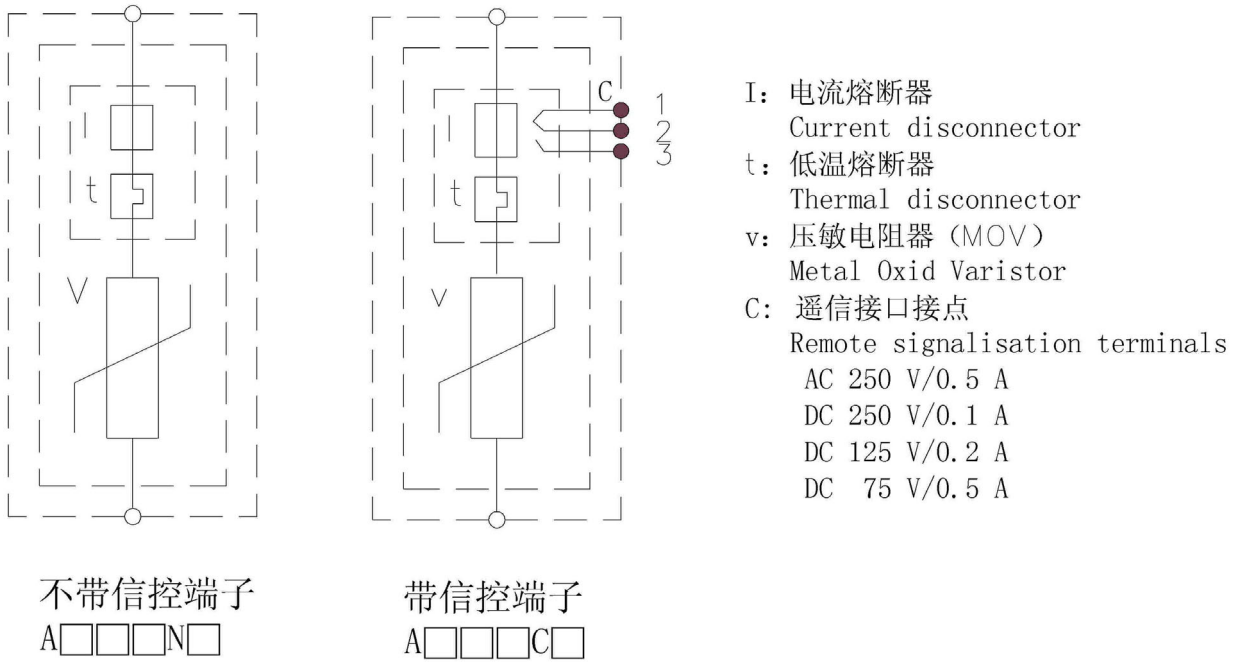 I
t
V
不带信控端子
A□□□N□
C
1
2
3
I
t
V
带信控端子
A□□□C□
I: 电流熔断器
Current disconnector
t: 低温熔断器
Thermal disconnector
v: 压敏电阻器（MOV）
Metal Oxid Varistor
C: 遥信接口接点
Remote signalisation terminals
AC 250 V/0.5 A
DC 250 V/0.1 A
DC 125 V/0.2 A
DC 75 V/0.5 A